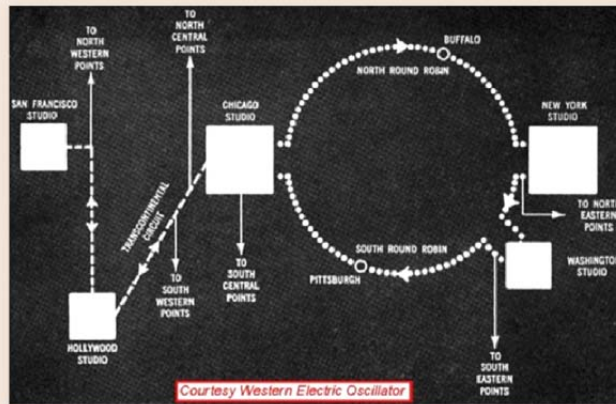 TO
NORTH
WESTERN
POINTS
TO
NORTH
CENTRAL
POINTS
SAN FRANCISCO
STUDIO
CHICAGO
STUDIO
BUFFALO
NORTH ROUND ROBIN
NEW YORK
STUDIO
TRANSCONTINENTAL
CIRCUIT
TO NORTH
EASTERN
POINTS
SOUTH ROUND ROBIN
PITTSBURGH
WASHINGTON
STUDIO
TO
SOUTH
WESTERN
POINTS
TO
SOUTH
CENTRAL
POINTS
HOLLYWOOD
STUDIO
TO
SOUTH
EASTERN
POINTS
Courtesy Western Electric Oscillator